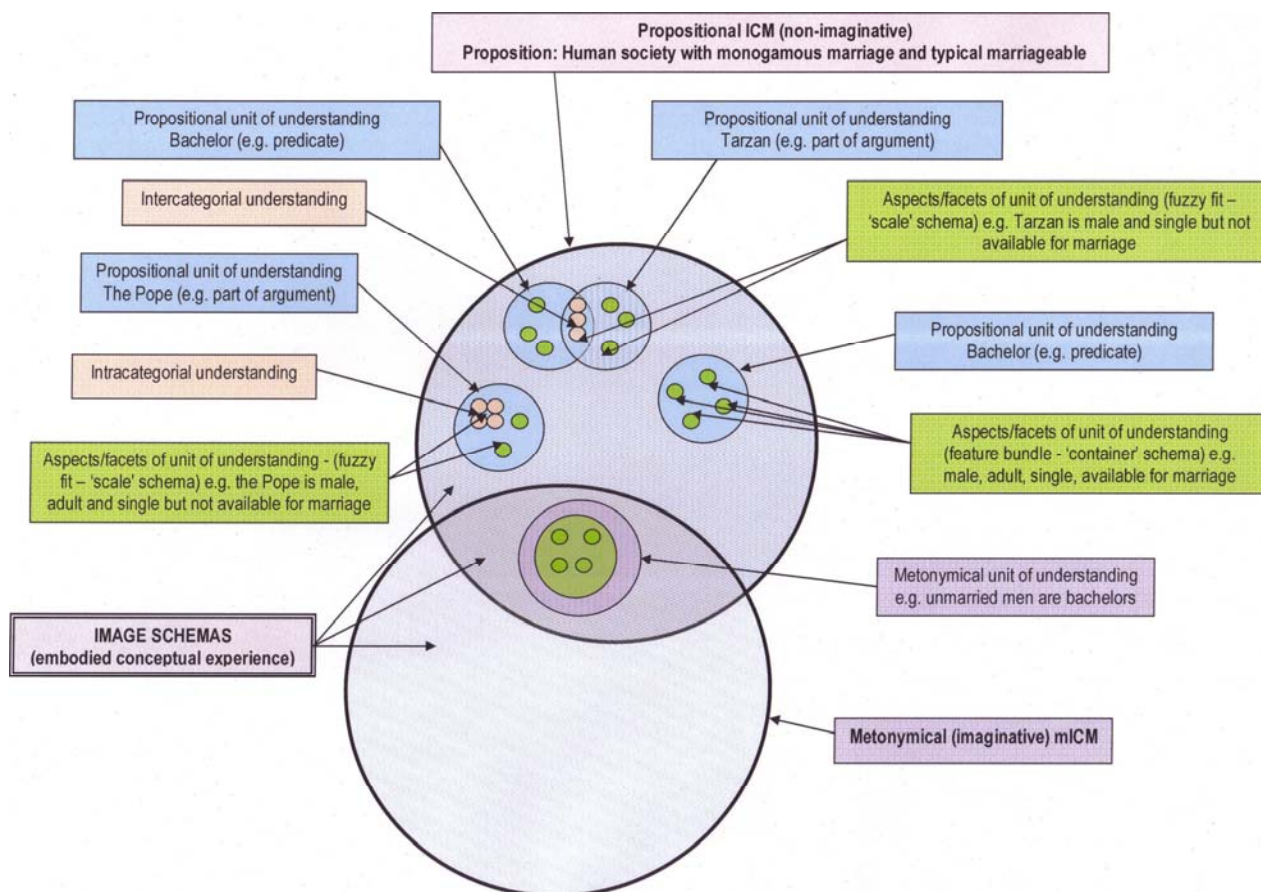 Propositional ICM (non-imaginative)
Proposition: Human society with monogamous marriage and typical marriageable
Propositional unit of understanding
Bachelor (e.g. predicate)
Propositional unit of understanding
Tarzan (e.g. part of argument)
Intercategorial understanding
Aspects/facets of unit of understanding (fuzzy fit –
‘scale' schema) e.g. Tarzan is male and single but not
available for marriage
Propositional unit of understanding
The Pope (e.g. part of argument)
Propositional unit of understanding
Bachelor (e.g. predicate)
Intracategorial understanding
Aspects/facets of unit of understanding - (fuzzy
fit – ‘scale’ schema) e.g. the Pope is male,
adult and single but not available for marriage
Aspects/facets of unit of understanding
(feature bundle - ‘container’ schema) e.g.
male, adult, single, available for marriage
Metonymical unit of understanding
e.g. unmarried men are bachelors
IMAGE SCHEMAS
(embodied conceptual experience)
Metonymical (imaginative) mICM